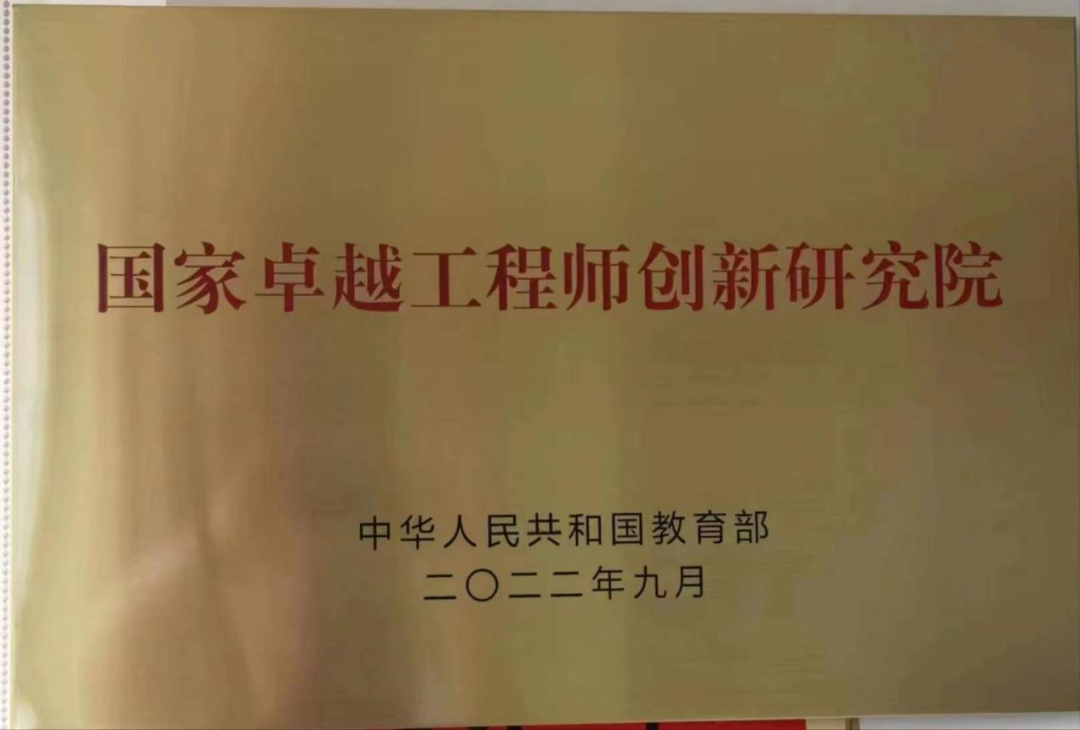 国家卓越工程师创新研究院
中华人民共和国教育部
二〇二二年九月